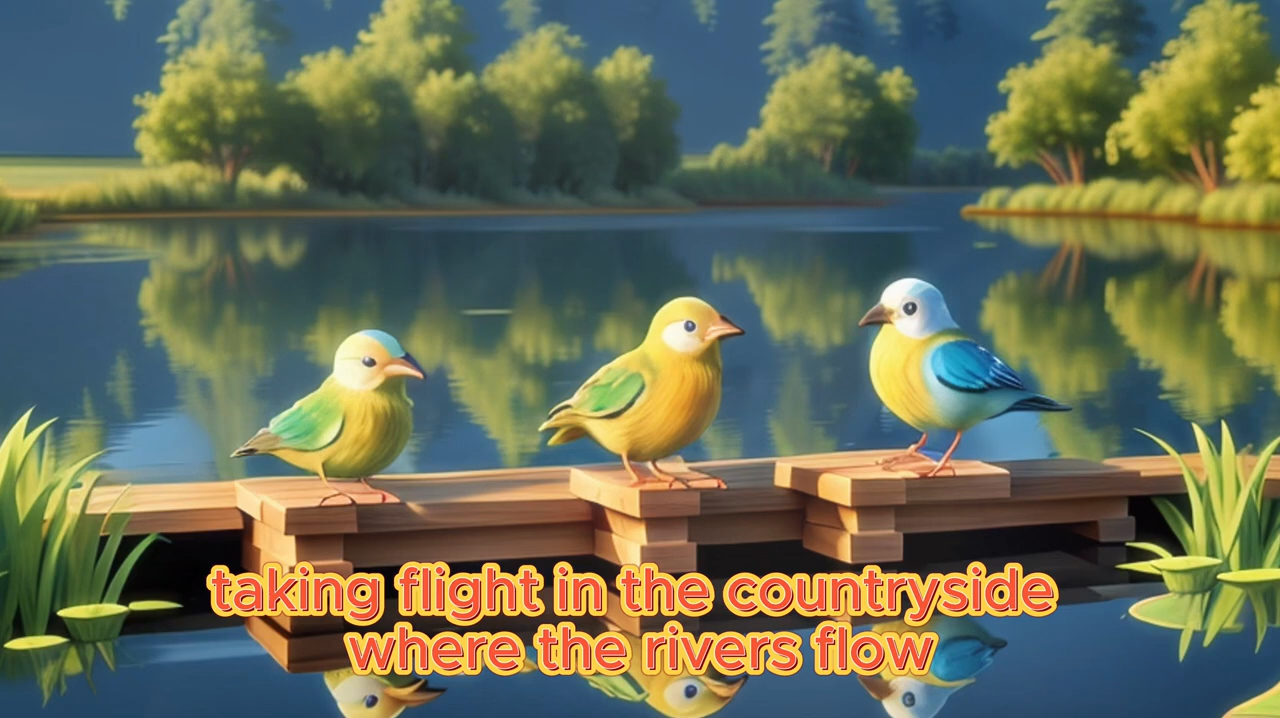 taking flight in the countryside
where the rivers flow